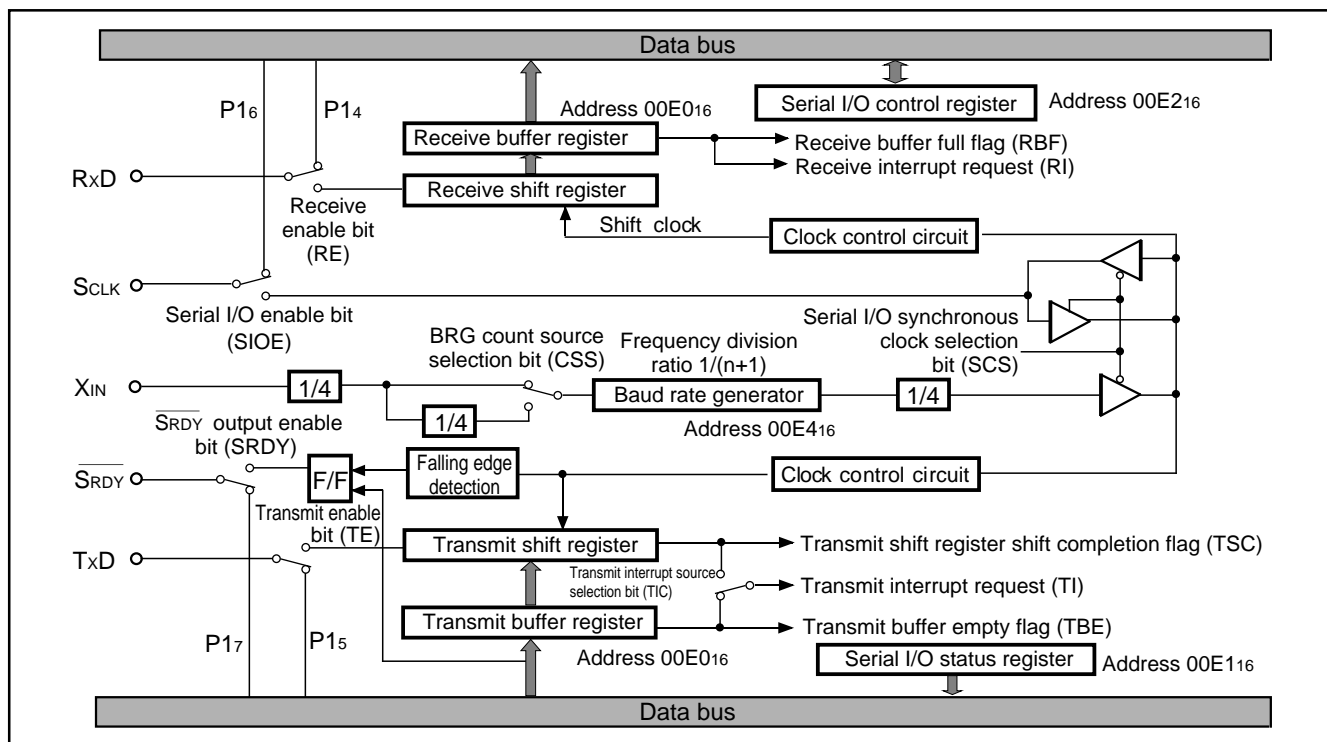 Data bus
P16
P14
Address 00E016
Serial I/O control register
Address 00E216
Receive buffer register
Receive buffer full flag (RBF)
Receive interrupt request (RI)
RXD
Receive shift register
Receive
enable bit
(RE)
Shift clock
Clock control circuit
SCLK
Serial I/O enable bit
(SIOE)
BRG count source
selection bit (CSS)
Frequency division
ratio 1/(n+1)
Serial I/O synchronous
clock selection
bit (SCS)
XIN
1/4
1/4
Baud rate generator
1/4
Address 00E416
SRDY output enable
bit (SRDY)
SRDY
F/F
Falling edge
detection
Clock control circuit
Transmit enable
bit (TE)
TXD
Transmit shift register
Transmit shift register shift completion flag (TSC)
Transmit interrupt source
selection bit (TIC)
Transmit interrupt request (TI)
P17
P15
Transmit buffer register
Transmit buffer empty flag (TBE)
Address 00E016
Serial I/O status register
Address 00E116
Data bus